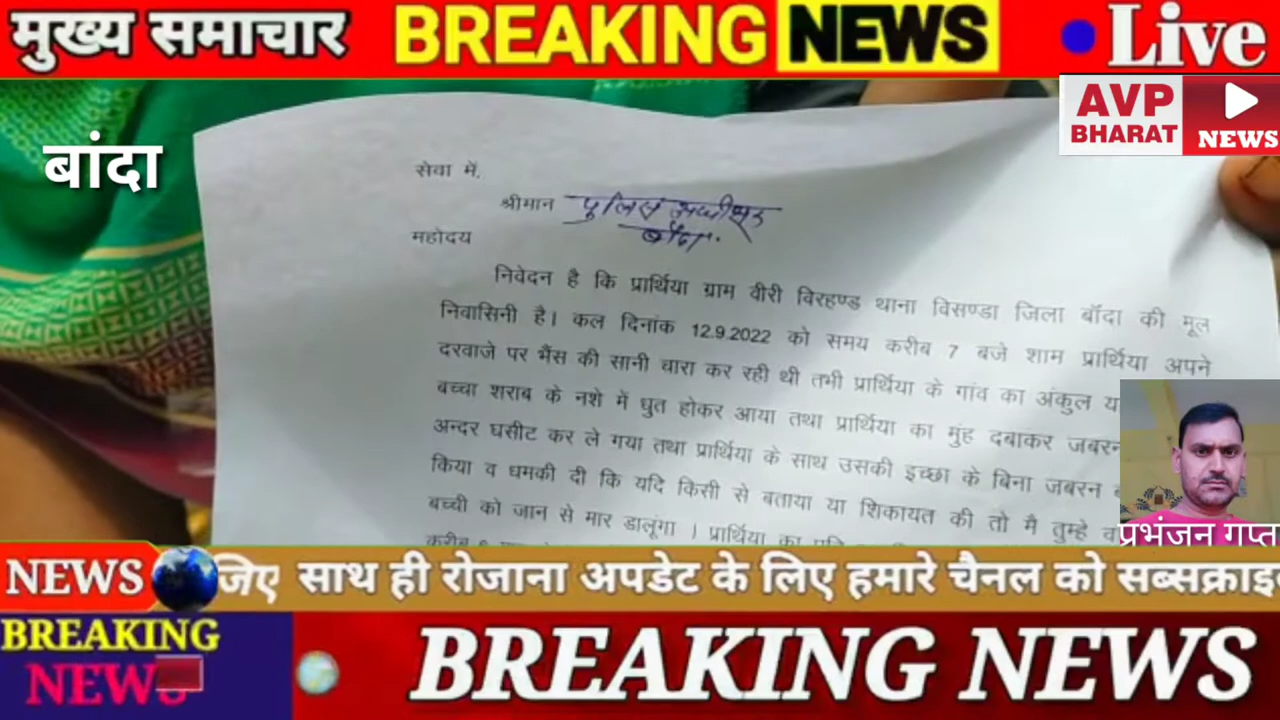 मुख्य समाचार BREAKING NEWS Live
AVP
BHARAT NEWS
बांदा
सेवा में,
श्रीमान पुलिस अधीक्षक
बाँदा.
महोदय
निवेदन है कि प्रार्थिया ग्राम वीरी विरहण्ड थाना विसण्डा जिला बाँदा की मूल
निवासिनी है। कल दिनांक 12.9.2022 को समय करीब 7 बजे शाम प्रार्थिया अपने
दरवाजे पर भैंस की सानी चारा कर रही थी तभी प्रार्थिया के गांव का अंकुल
बच्चा शराब के नशे में धुत होकर आया तथा प्रार्थिया का मुंह दबाकर जबरन
अन्दर घसीट कर ले गया तथा प्रार्थिया के साथ उसकी इच्छा के बिना जबरन
किया व धमकी दी कि यदि किसी से बताया या शिकायत की तो मै तुम्हे
बच्ची को जान से मार डालूंगा । प्रार्थिया का
करीब
प्रभंजन गुप्त
NEWS जिए साथ ही रोजाना अपडेट के लिए हमारे चैनल को सब्सक्राइ
BREAKING
NEWS
BREAKING NEWS